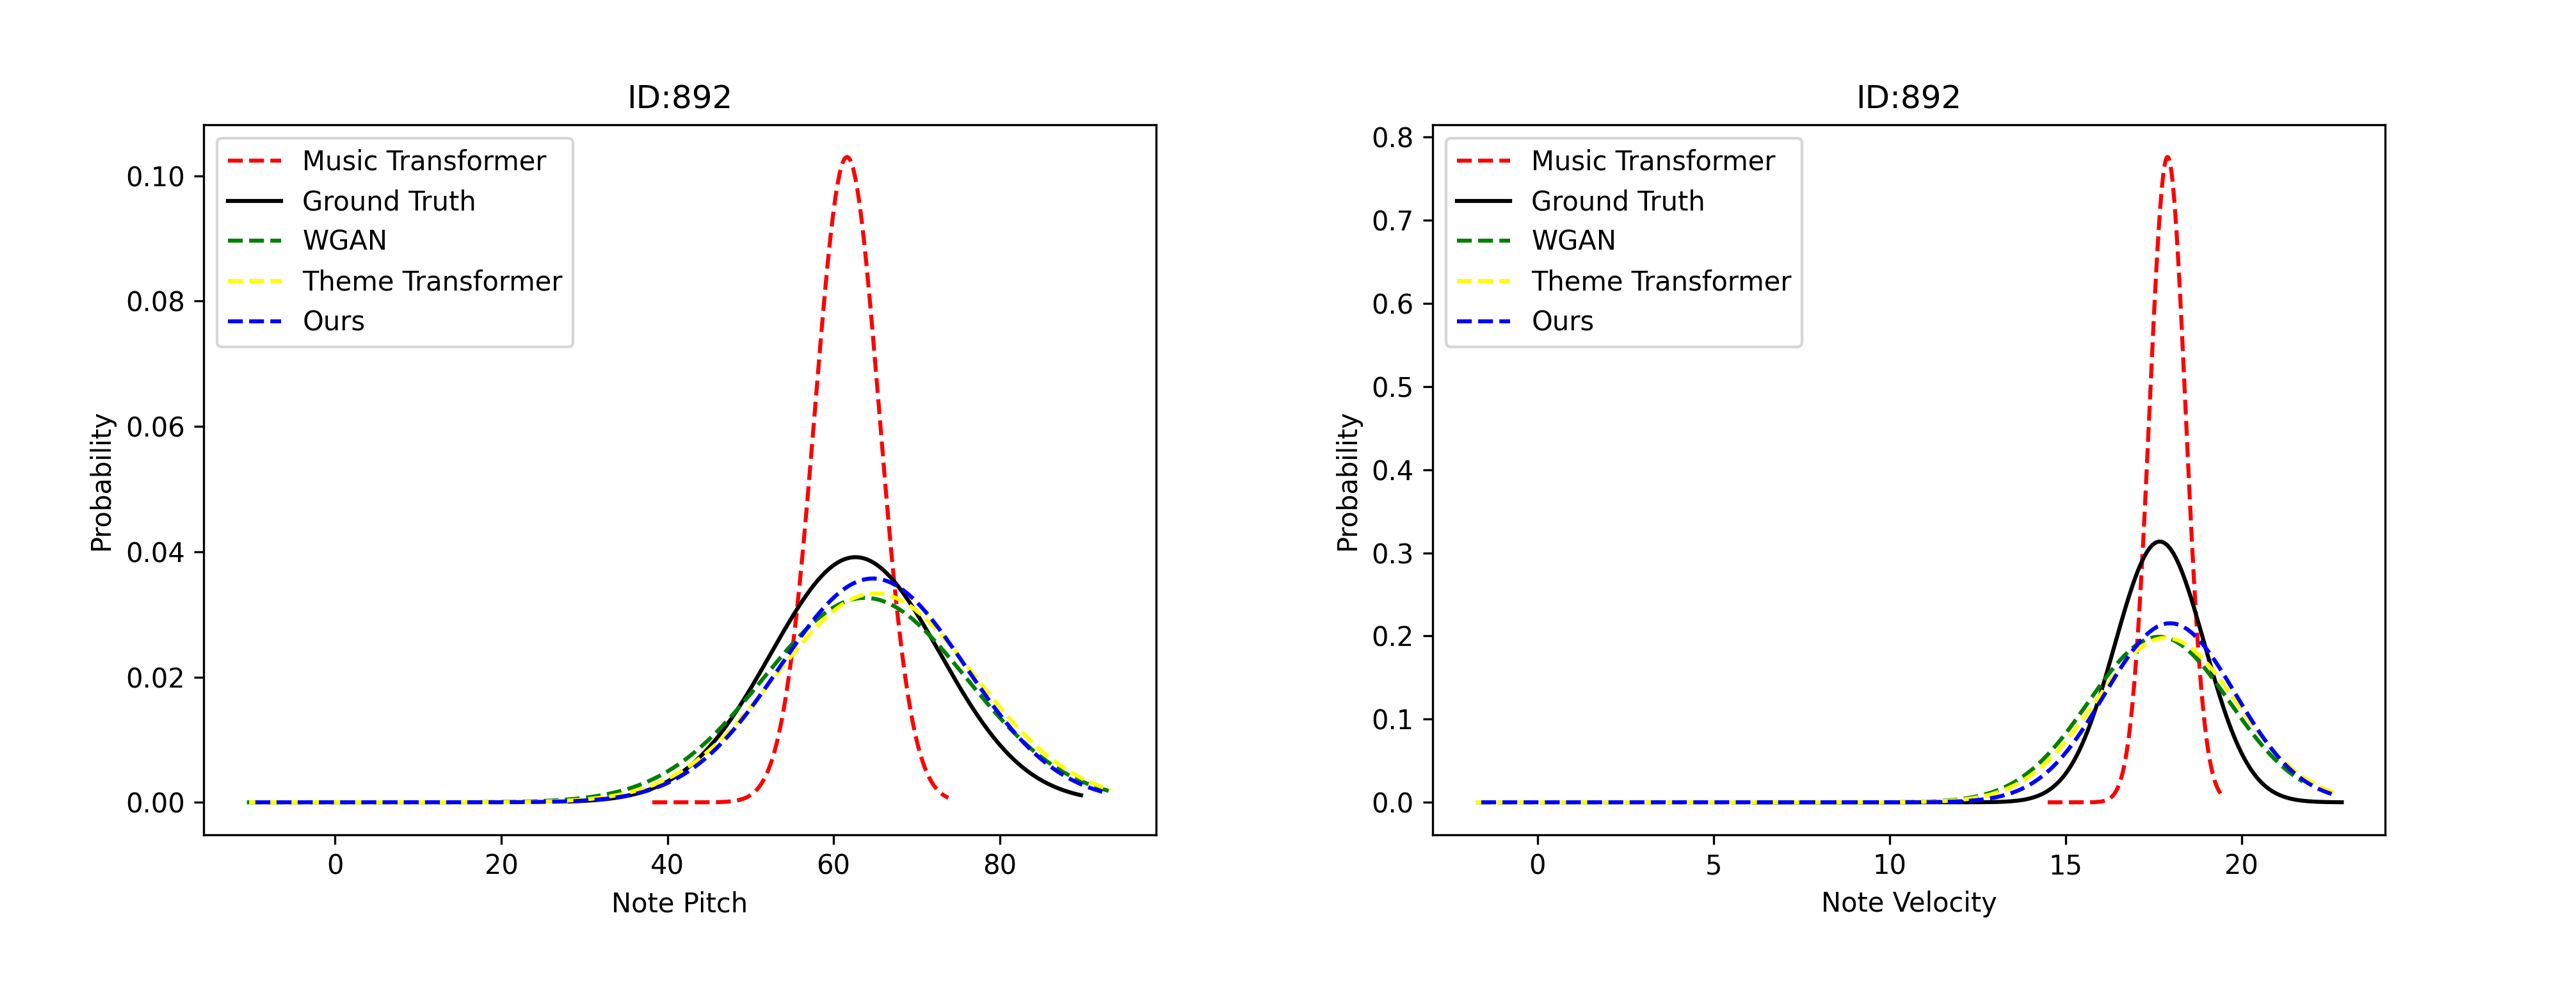 ID:892
Music Transformer
Ground Truth
WGAN
Theme Transformer
Ours
0.10
0.08
0.06
0.04
0.02
0.00
Probability
0 20 40 60 80
Note Pitch
ID:892
Music Transformer
Ground Truth
WGAN
Theme Transformer
Ours
0.8
0.7
0.6
0.5
0.4
0.3
0.2
0.1
0.0
Probability
0 5 10 15 20
Note Velocity